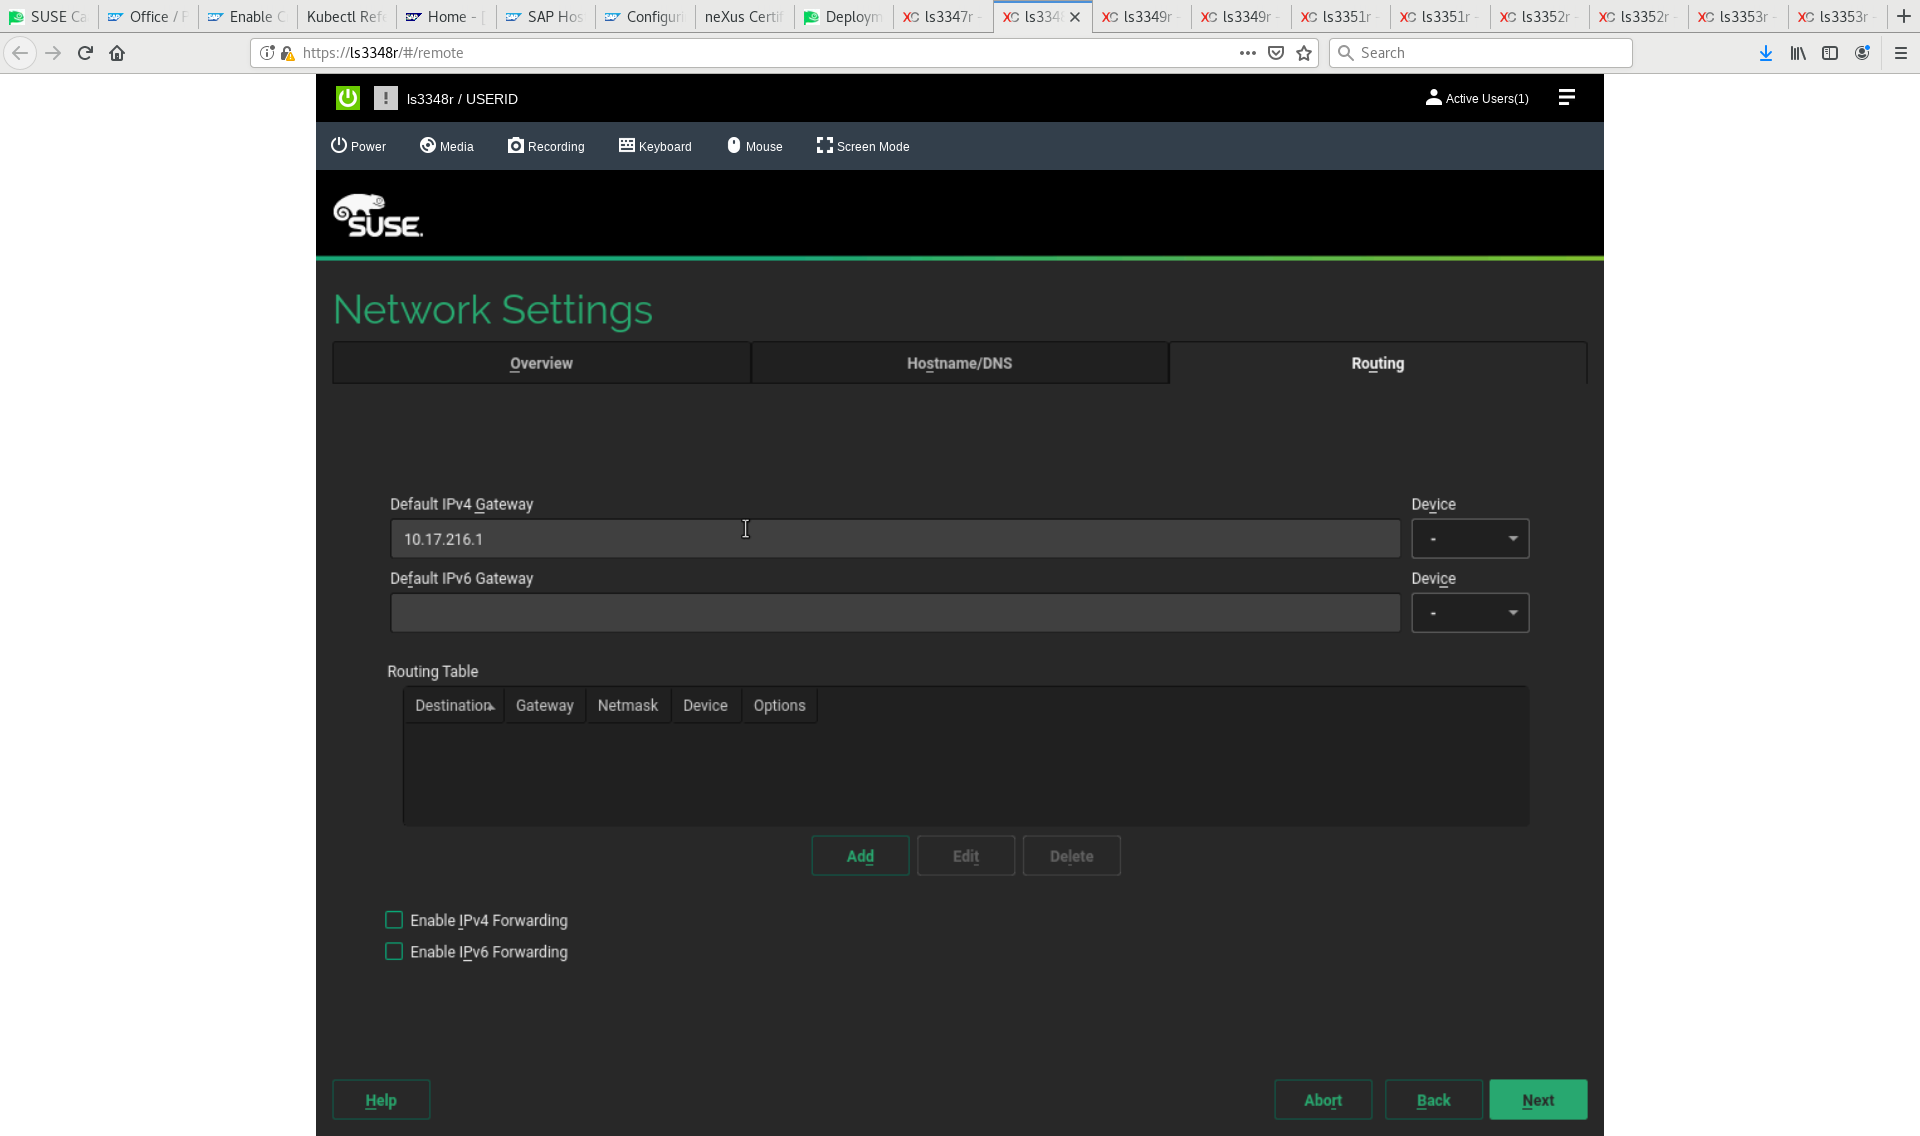 SUSE Ca
Office / P
Enable C
Kubectl Refe
Home - [
SAP Hos
Configuri
neXus Certif
Deploym
ls3347r -
ls334
ls3349r -
ls3349r -
ls3351r -
ls3351r -
ls3352r -
ls3352r -
ls3353r -
ls3353r -
https://ls3348r/#/remote
Search
ls3348r / USERID
Active Users(1)
Power
Media
Recording
Keyboard
Mouse
Screen Mode
SUSE.
Network Settings
Overview
Hostname/DNS
Routing
Default IPv4 Gateway
Device
10.17.216.1
-
Default IPv6 Gateway
Device
-
Routing Table
Destination
Gateway
Netmask
Device
Options
Add
Edit
Delete
Enable IPv4 Forwarding
Enable IPv6 Forwarding
Help
Abort
Back
Next